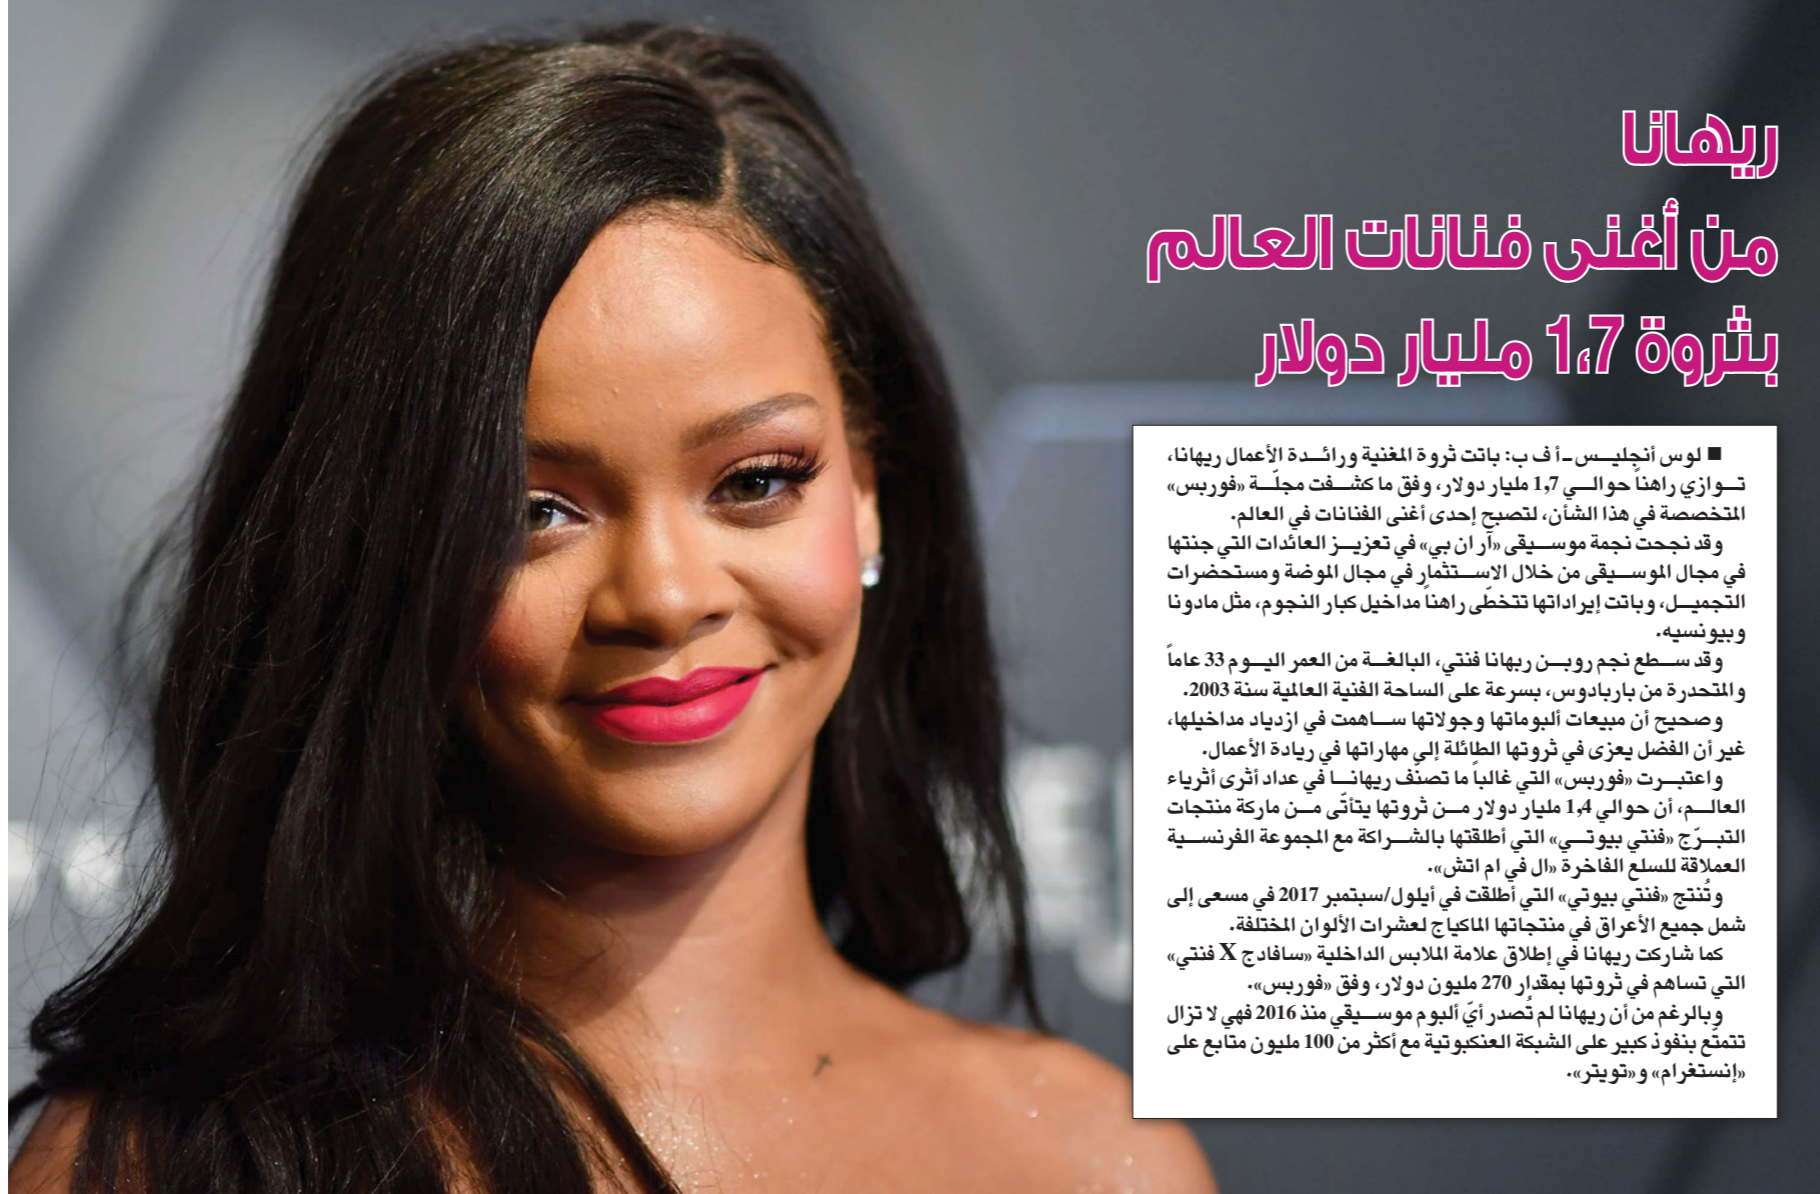 ريهانا
من أغنى فنانات العالم
بثروة 1،7 مليار دولار
■ لوس أنجليس ـ أ ف ب: باتت ثروة المغنية ورائدة الأعمال ريهانا،
توازي راهناً حوالي 1,7 مليار دولار، وفق ما كشفت مجلّة «فوربس»
المتخصصة في هذا الشأن، لتصبح إحدى أغنى الفنانات في العالم.
وقد نجحت نجمة موسيقى «آر ان بي» في تعزيز العائدات التي جنتها
في مجال الموسيقى من خلال الاستثمار في مجال الموضة ومستحضرات
التجميل، وباتت إيراداتها تتخطّى راهناً مداخيل كبار النجوم، مثل مادونا
وبيونسيه.
وقد سطع نجم روبن ريهانا فنتي، البالغة من العمر اليوم 33 عاماً
والمتحدرة من باربادوس، بسرعة على الساحة الفنية العالمية سنة 2003.
وصحيح أن مبيعات ألبوماتها وجولاتها ساهمت في ازدياد مداخيلها،
غير أن الفضل يعزى في ثروتها الطائلة إلى مهاراتها في ريادة الأعمال.
واعتبرت «فوربس» التي غالباً ما تصنّف ريهانا في عداد أثرى أثرياء
العالم، أن حوالي 1,4 مليار دولار من ثروتها يتأتّى من ماركة منتجات
التبرّج «فنتي بيوتي» التي أطلقتها بالشراكة مع المجموعة الفرنسية
العملاقة للسلع الفاخرة «ال في ام اتش».
وتُنتج «فنتي بيوتي» التي أطلقت في أيلول/سبتمبر 2017 في مسعى إلى
شمل جميع الأعراق في منتجاتها الماكياج لعشرات الألوان المختلفة.
كما شاركت ريهانا في إطلاق علامة الملابس الداخلية «سافادج X فنتي»
التي تساهم في ثروتها بمقدار 270 مليون دولار، وفق «فوربس».
وبالرغم من أن ريهانا لم تُصدر أيّ ألبوم موسيقي منذ 2016 فهي لا تزال
تتمتّع بنفوذ كبير على الشبكة العنكبوتية مع أكثر من 100 مليون متابع على
«إنستغرام» و«تويتر».